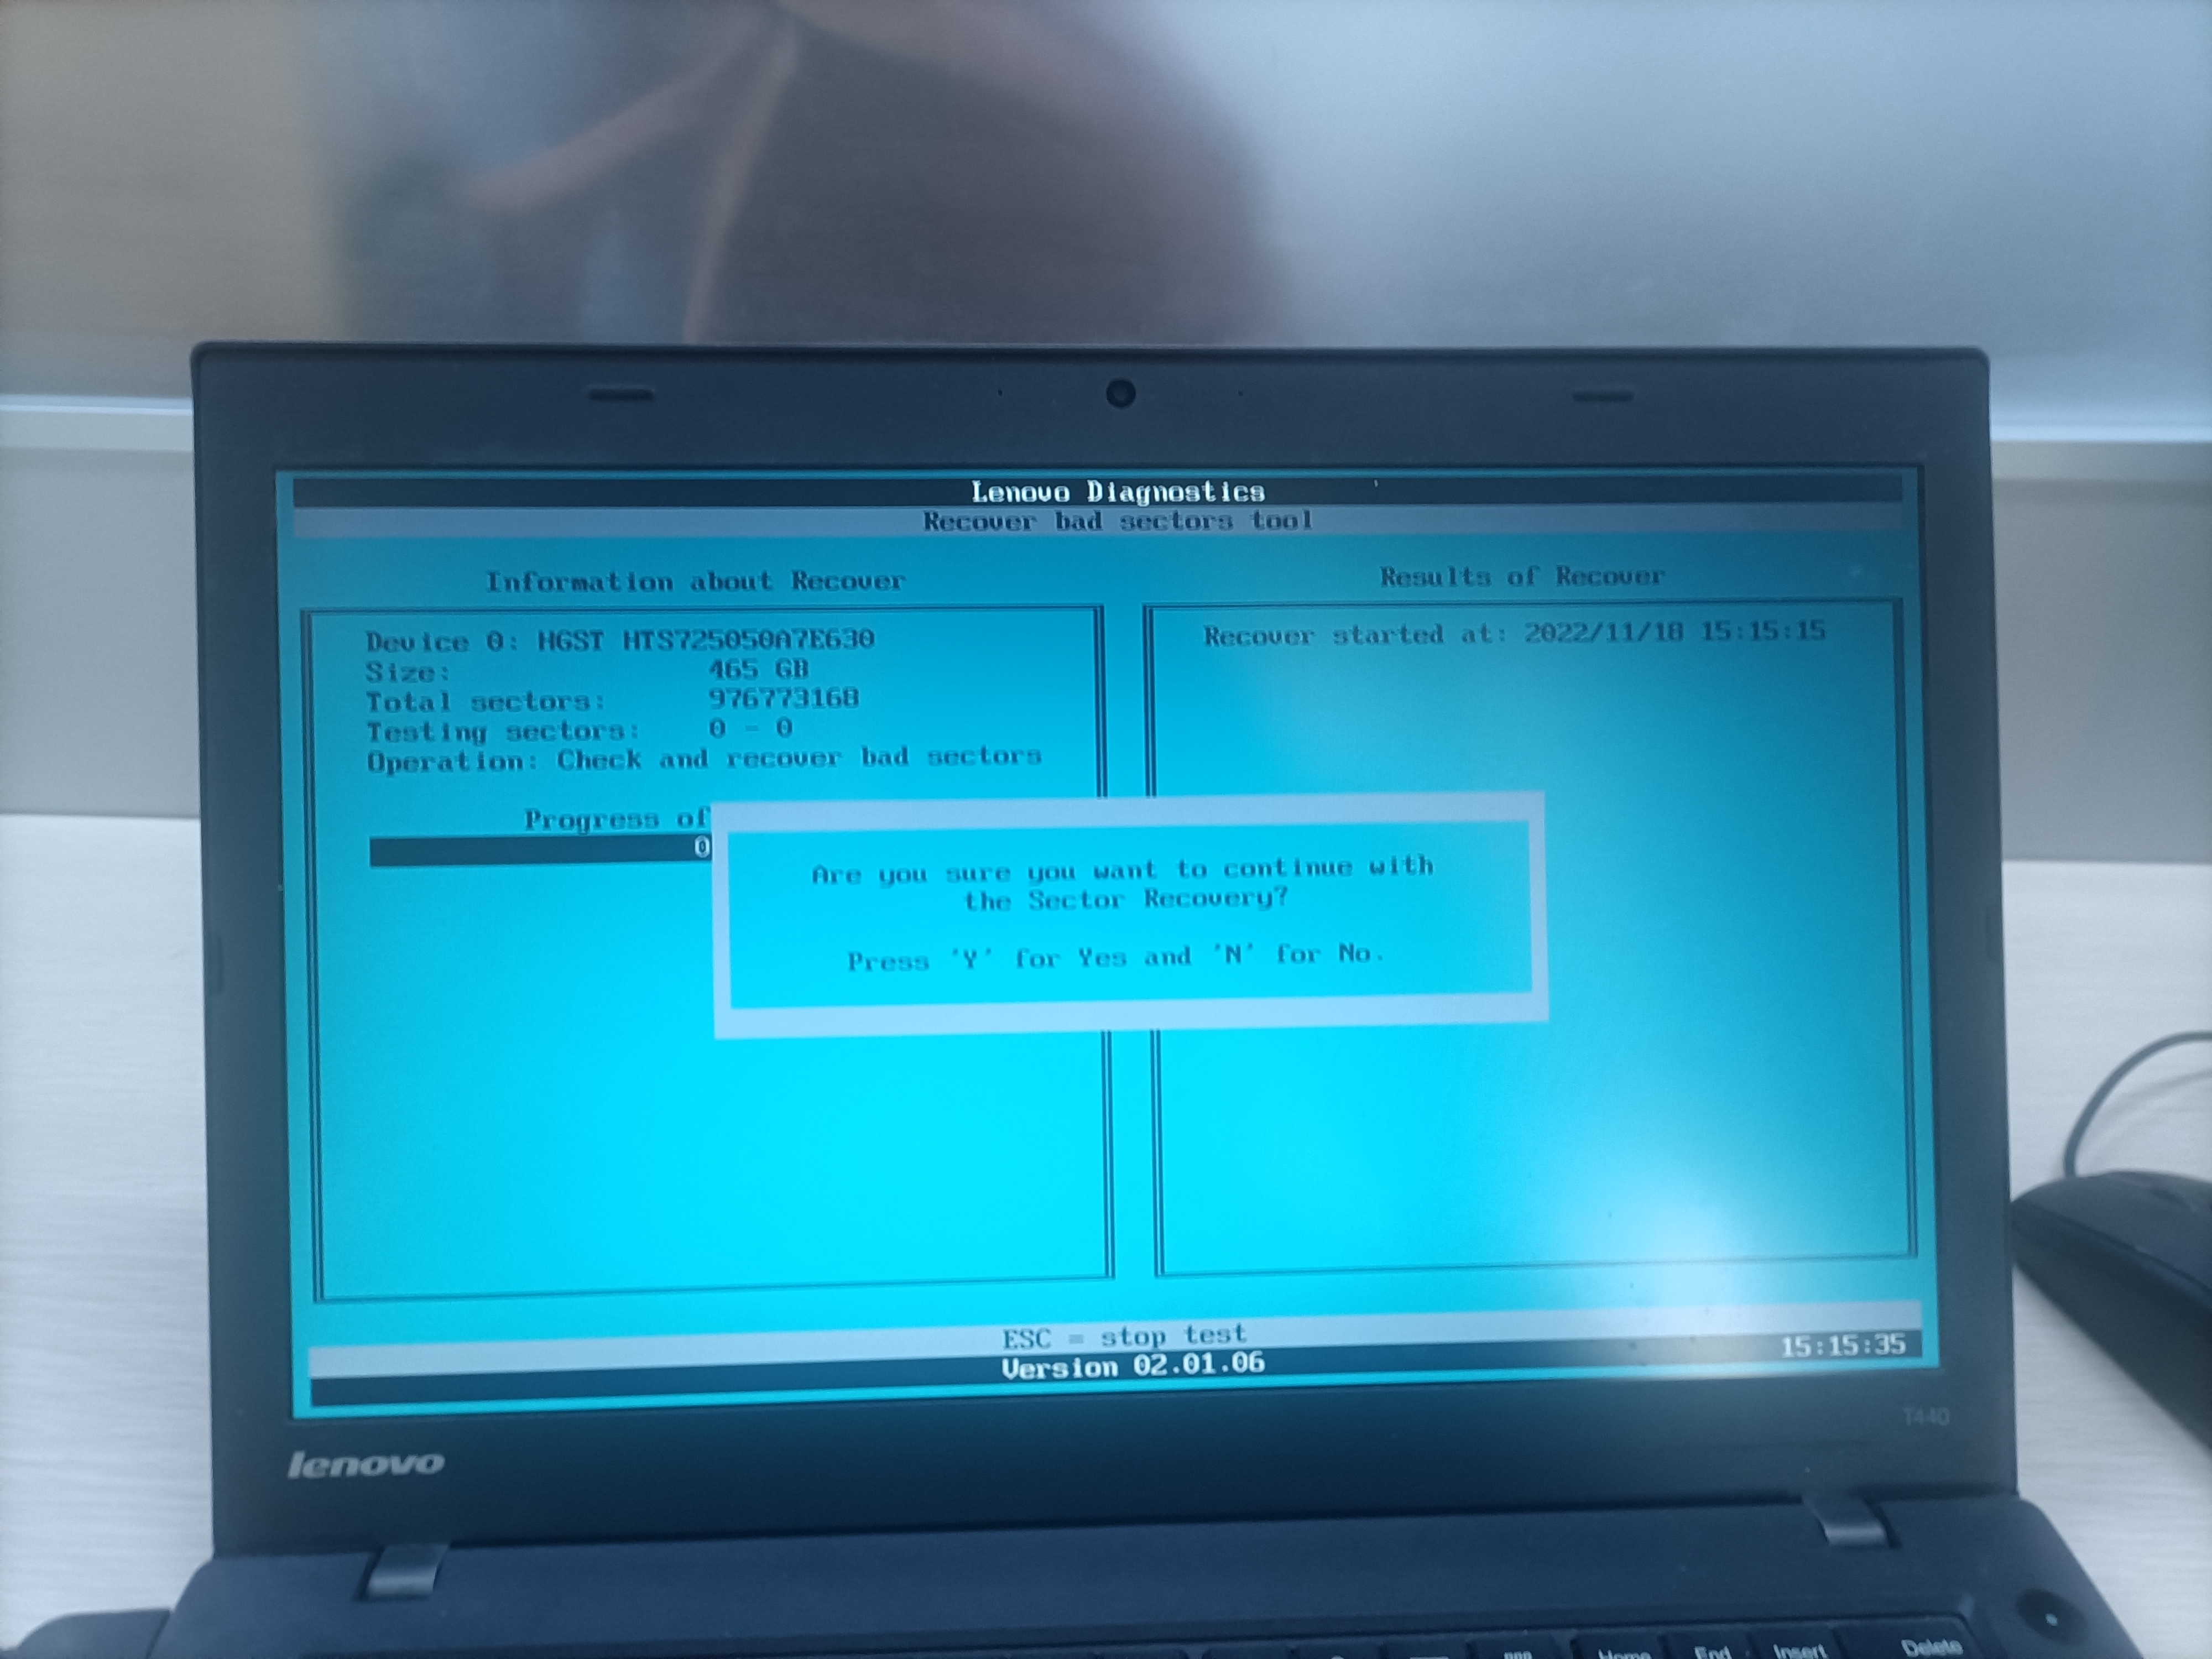 Lenovo Diagnostics
Recover bad sectors tool
Information about Recover
Device 0: HGST HTS725050A7E630
Size: 465 GB
Total sectors: 976773168
Testing sectors: 0 - 0
Operation: Check and recover bad sectors
Progress of
0
Results of Recover
Recover started at: 2022/11/18 15:15:15
Are you sure you want to continue with
the Sector Recovery?
Press 'Y' for Yes and 'N' for No.
ESC = stop test
Version 02.01.06
15:15:35
T440
lenovo
Home End Insert Delete